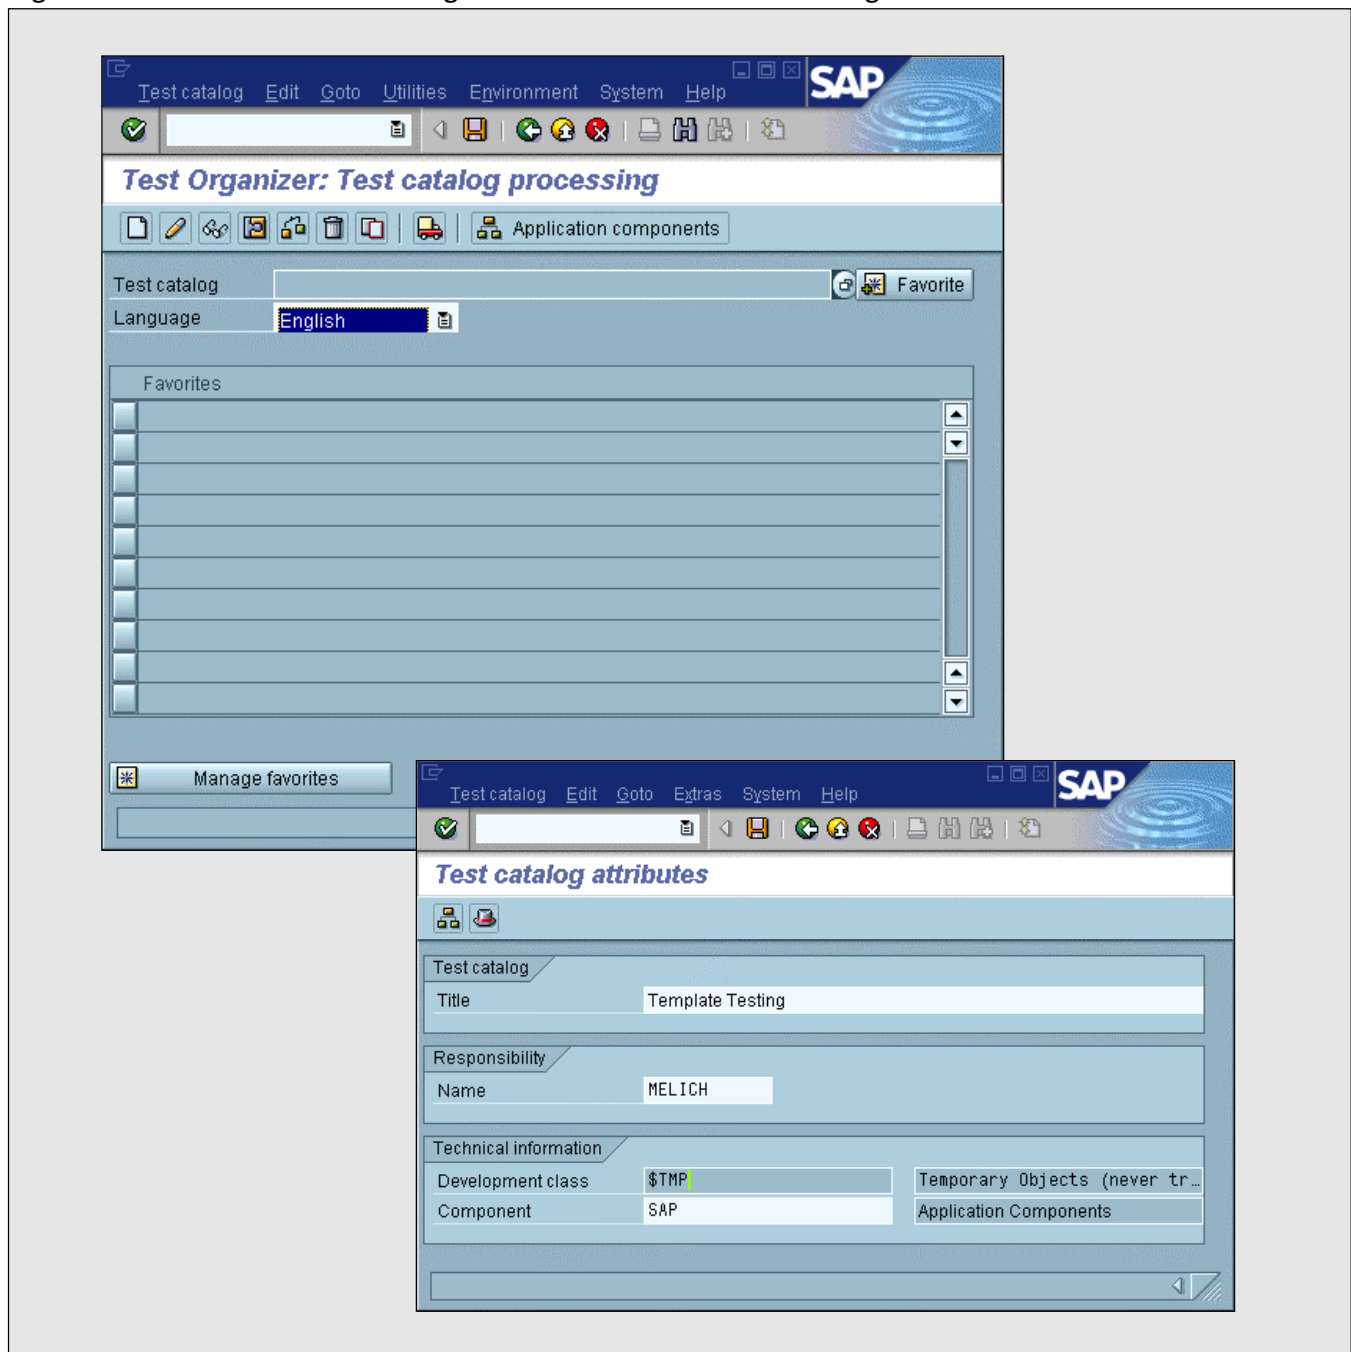 Test catalog Edit Goto Utilities Environment System Help
SAP
Test Organizer: Test catalog processing
Application components
Test catalog
Favorite
Language English
Favorites
Manage favorites
Test catalog Edit Goto Extras System Help
SAP
Test catalog attributes
Test catalog
Title Template Testing
Responsibility
Name MELICH
Technical information
Development class $TMP Temporary Objects (never tr…
Component SAP Application Components